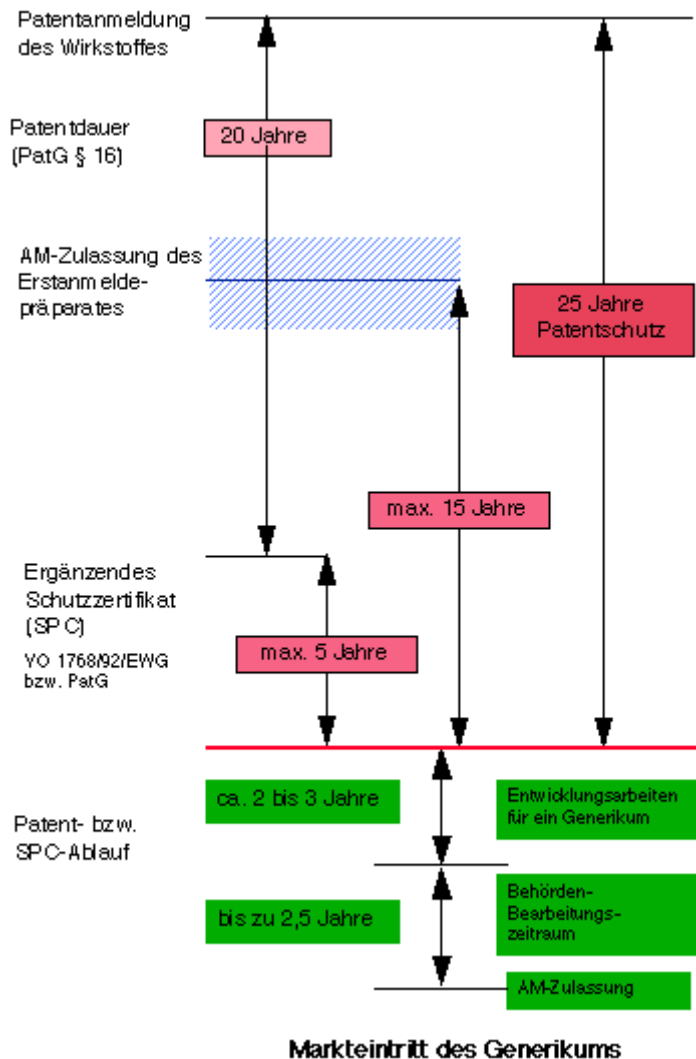 Patentanmeldung
des Wirkstoffes
Patentdauer
(PatG § 16)
20 Jahre
AM-Zulassung des
Erstanmelde-
präparates
25 Jahre
Patentschutz
max. 15 Jahre
Ergänzendes
Schutzzertifikat
(SPC)
VO 1768/92/EWG
bzw. PatG
max. 5 Jahre
ca. 2 bis 3 Jahre
Entwicklungsarbeiten
für ein Generikum
Patent- bzw.
SPC-Ablauf
bis zu 2,5 Jahre
Behörden-
Bearbeitungs-
zeitraum
AM-Zulassung
Markteintritt des Generikums